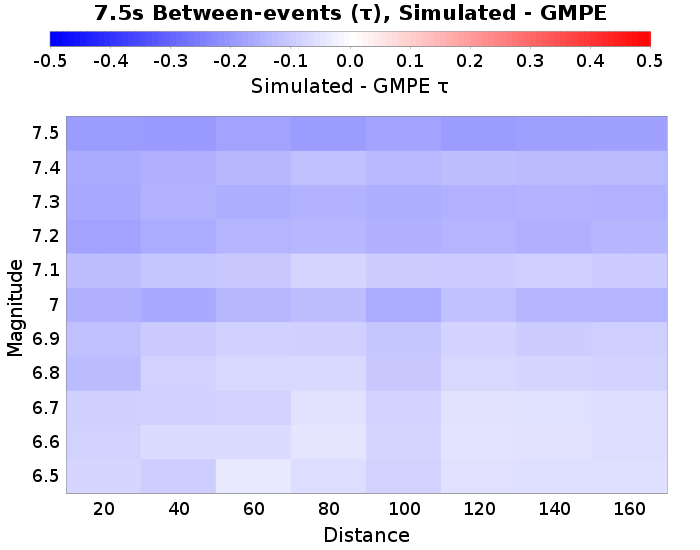 7.5s Between-events (τ), Simulated - GMPE
-0.5 -0.4 -0.3 -0.2 -0.1 0.0 0.1 0.2 0.3 0.4 0.5
Simulated - GMPE τ
Magnitude
7.5
7.4
7.3
7.2
7.1
7
6.9
6.8
6.7
6.6
6.5
20 40 60 80 100 120 140 160
Distance